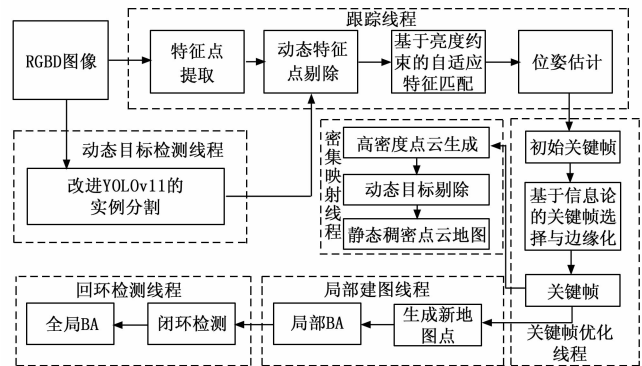 跟踪线程
RGBD图像
特征点
提取
动态特征
点剔除
基于亮度约
束的自适应
特征匹配
位姿估计
动态目标检测线程
改进YOLOv11的
实例分割
密集映射线程
高密度点云生成
动态目标剔除
静态稠密点云地图
初始关键帧
基于信息论
的关键帧选
择与边缘化
关键帧
关键帧优化
线程
回环检测线程
全局BA
闭环检测
局部建图线程
局部BA
生成新地
图点